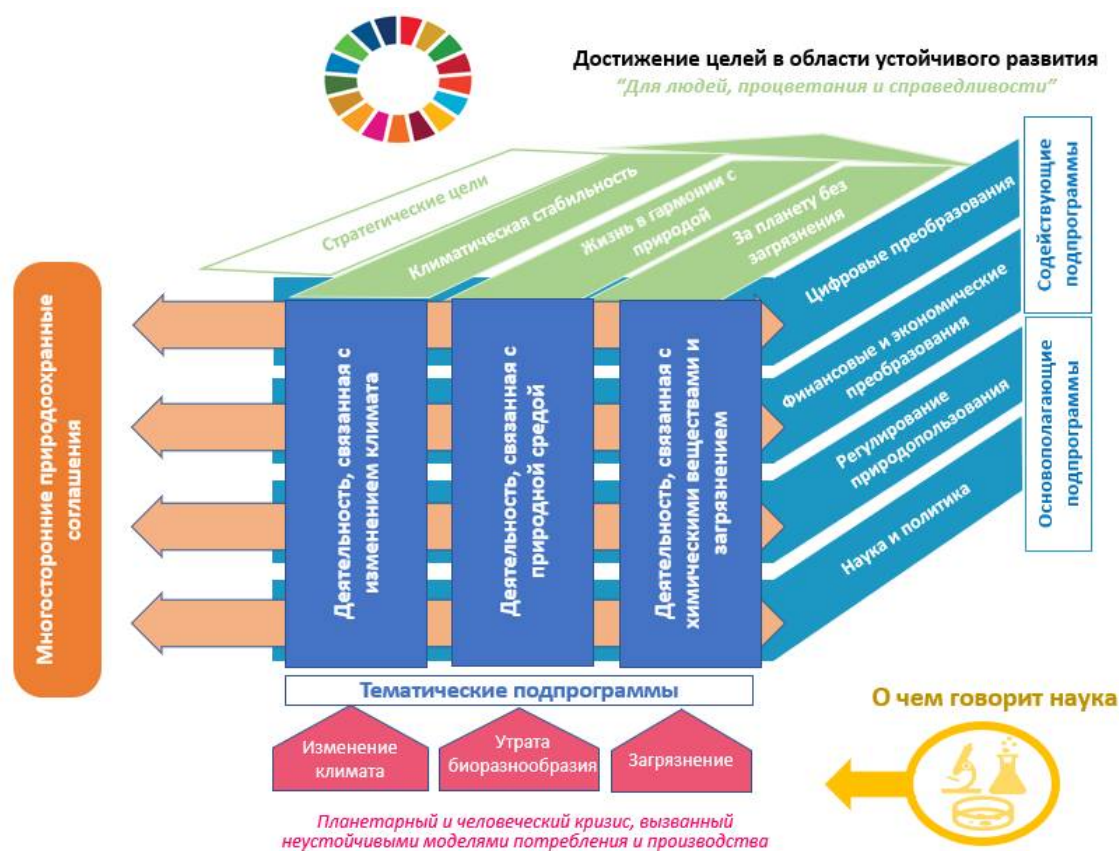 Достижение целей в области устойчивого развития
“Для людей, процветания и справедливости”
Стратегические цели
Климатическая стабильность
Жизнь в гармонии с
природой
За планету без
загрязнения
Цифровые преобразования
Финансовые и экономические
преобразования
Регулирование
природопользования
Наука и политика
Содействующие
подпрограммы
Основополагающие
подпрограммы
Многосторонние природоохранные
соглашения
Деятельность, связанная с
изменением климата
Деятельность, связанная с
природной средой
Деятельность, связанная с
химическими веществами и
загрязнением
Тематические подпрограммы
Изменение
климата
Утрата
биоразнообразия
Загрязнение
О чем говорит наука
Планетарный и человеческий кризис, вызванный
неустойчивыми моделями потребления и производства